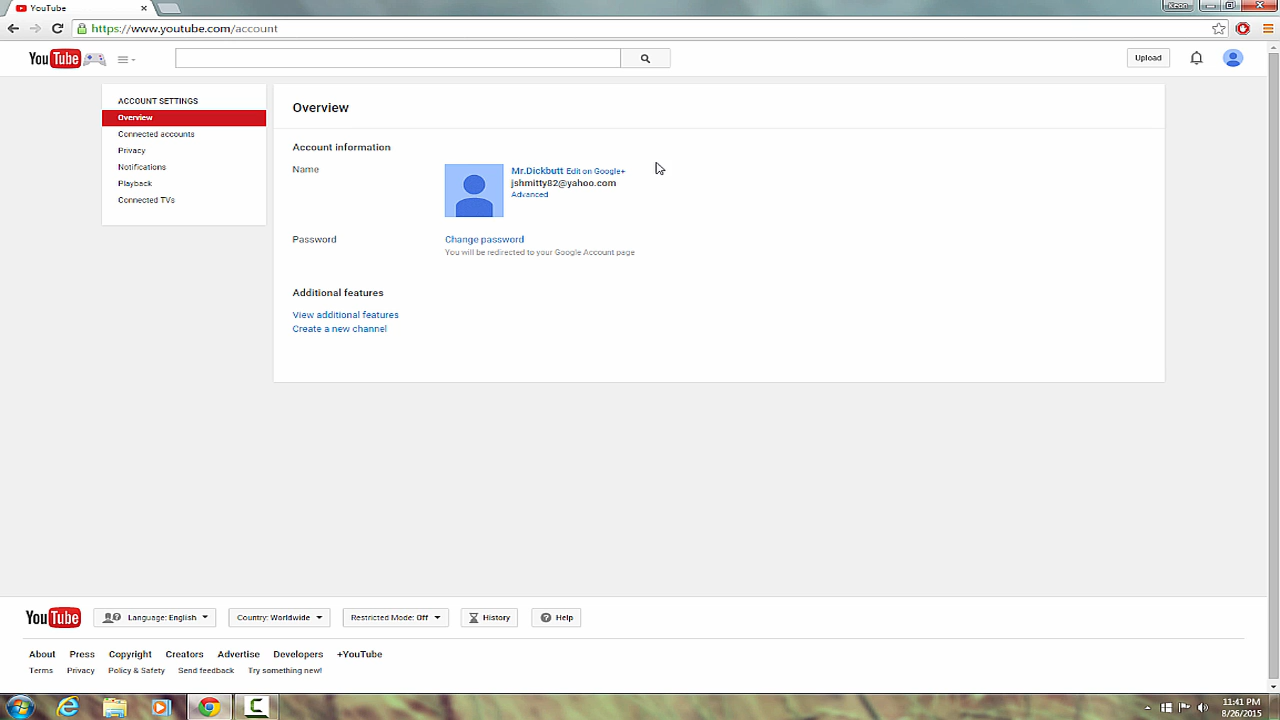 YouTube
Keon
https://www.youtube.com/account
YouTube
Upload
ACCOUNT SETTINGS
Overview
Connected accounts
Privacy
Notifications
Playback
Connected TVs
Overview
Account information
Name
Mr.Dickbutt Edit on Google+
jshmitty82@yahoo.com
Advanced
Password
Change password
You will be redirected to your Google Account page
Additional features
View additional features
Create a new channel
YouTube
Language: English
Country: Worldwide
Restricted Mode: Off
History
Help
About Press Copyright Creators Advertise Developers +YouTube
Terms Privacy Policy & Safety Send feedback Try something new!
11:41 PM
8/26/2015